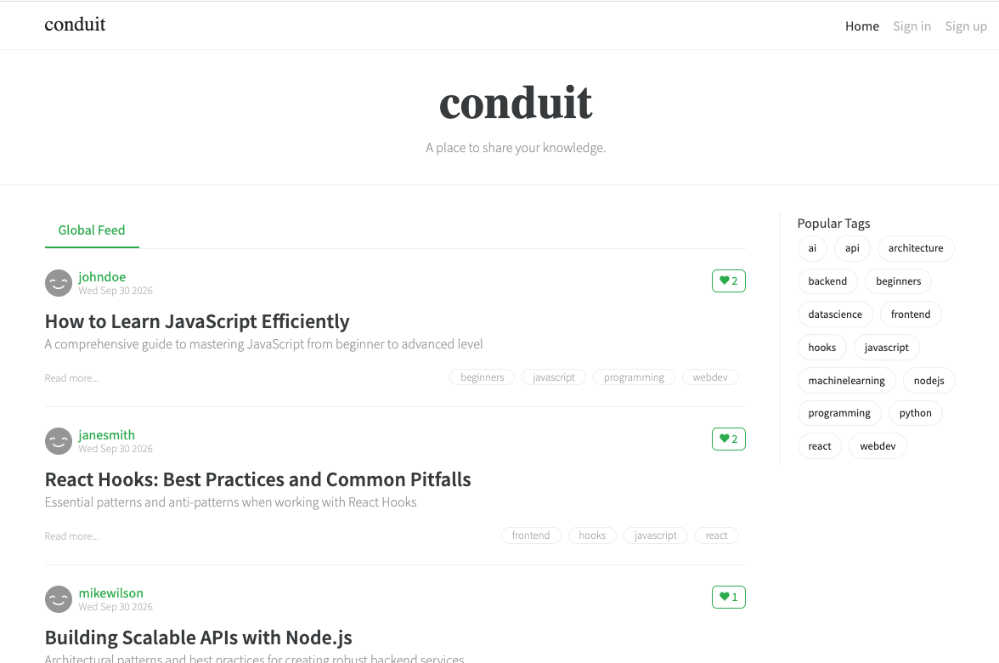 conduit
Home Sign in Sign up
conduit
A place to share your knowledge.
Global Feed
johndoe
Wed Sep 30 2026
2
How to Learn JavaScript Efficiently
A comprehensive guide to mastering JavaScript from beginner to advanced level
Read more...
beginners javascript programming webdev
janesmith
Wed Sep 30 2026
2
React Hooks: Best Practices and Common Pitfalls
Essential patterns and anti-patterns when working with React Hooks
Read more...
frontend hooks javascript react
mikewilson
Wed Sep 30 2026
1
Building Scalable APIs with Node.js
Architectural patterns and best practices for creating robust backend services
Popular Tags
ai api architecture
backend beginners
datascience frontend
hooks javascript
machinelearning nodejs
programming python
react webdev